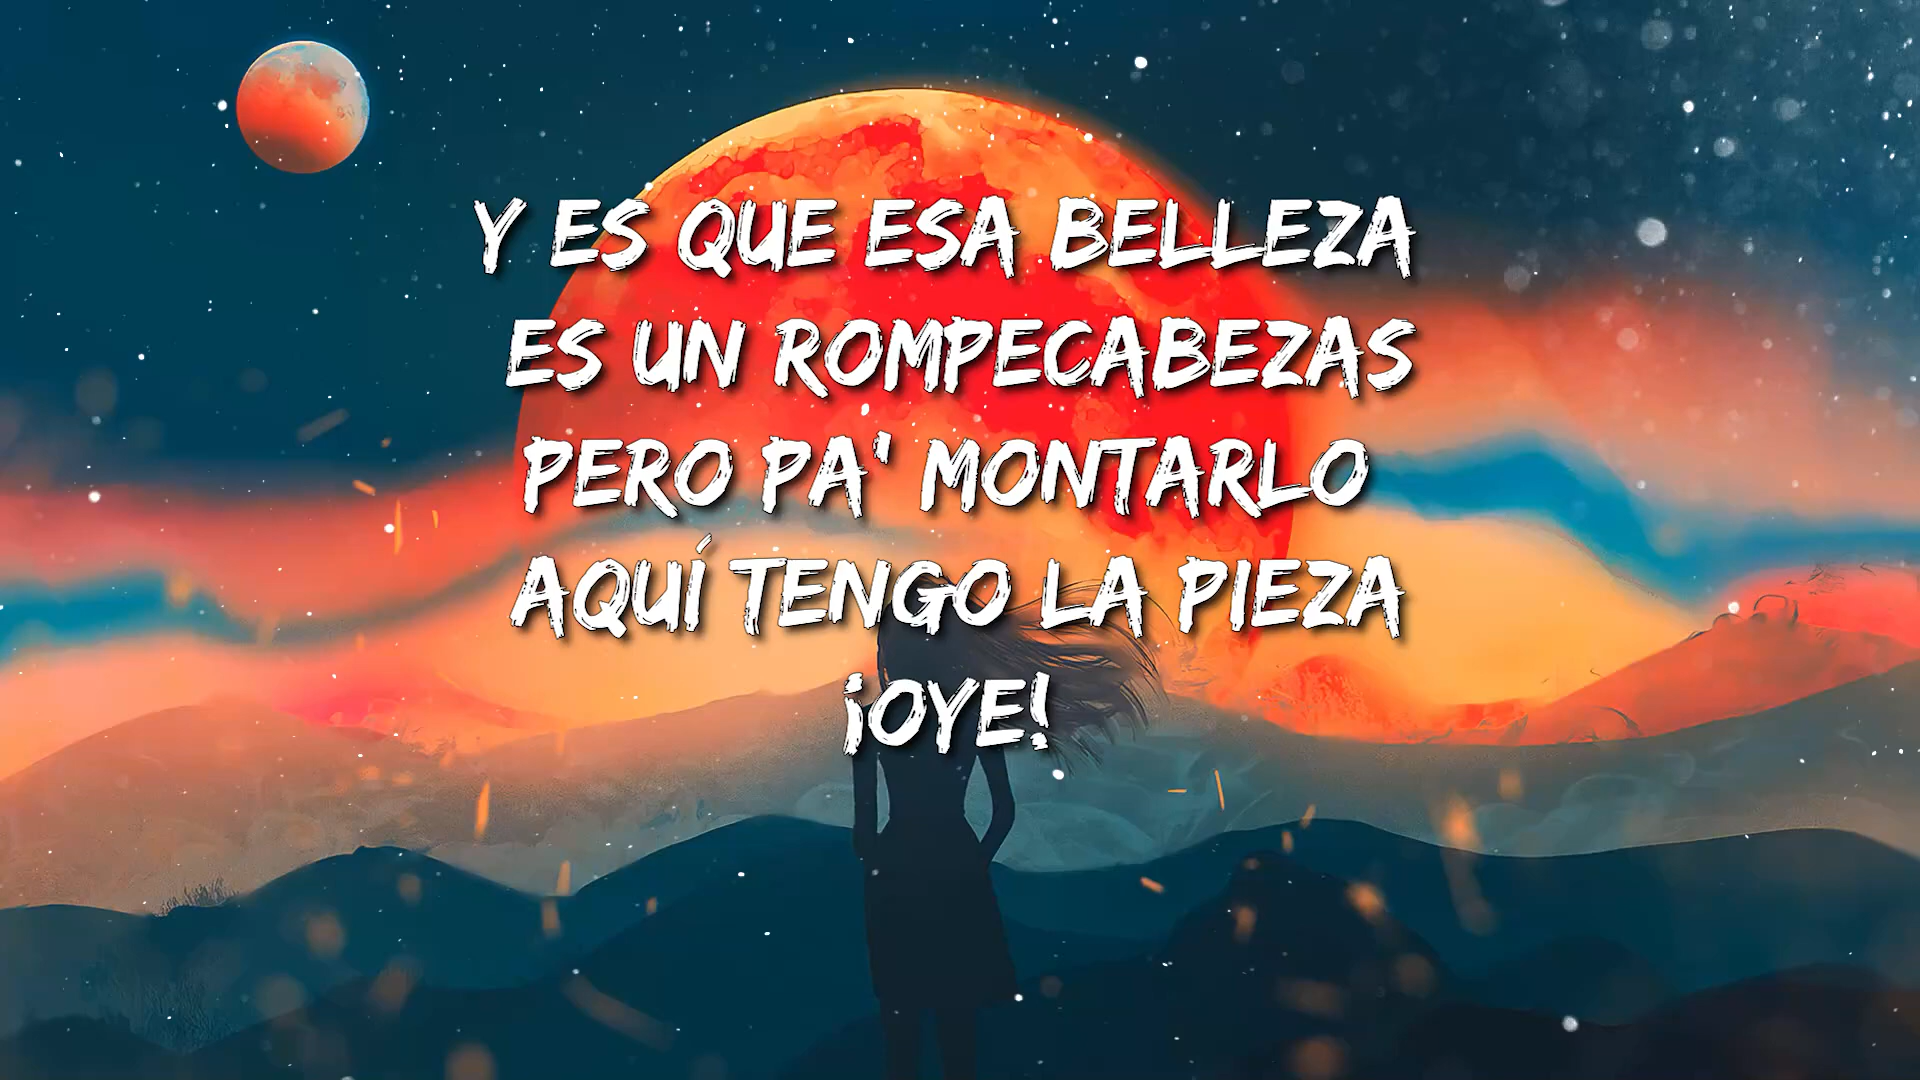 Y ES QUE ESA BELLEZA
ES UN ROMPECABEZAS
PERO PA' MONTARLO
AQUÍ TENGO LA PIEZA
¡OYE!